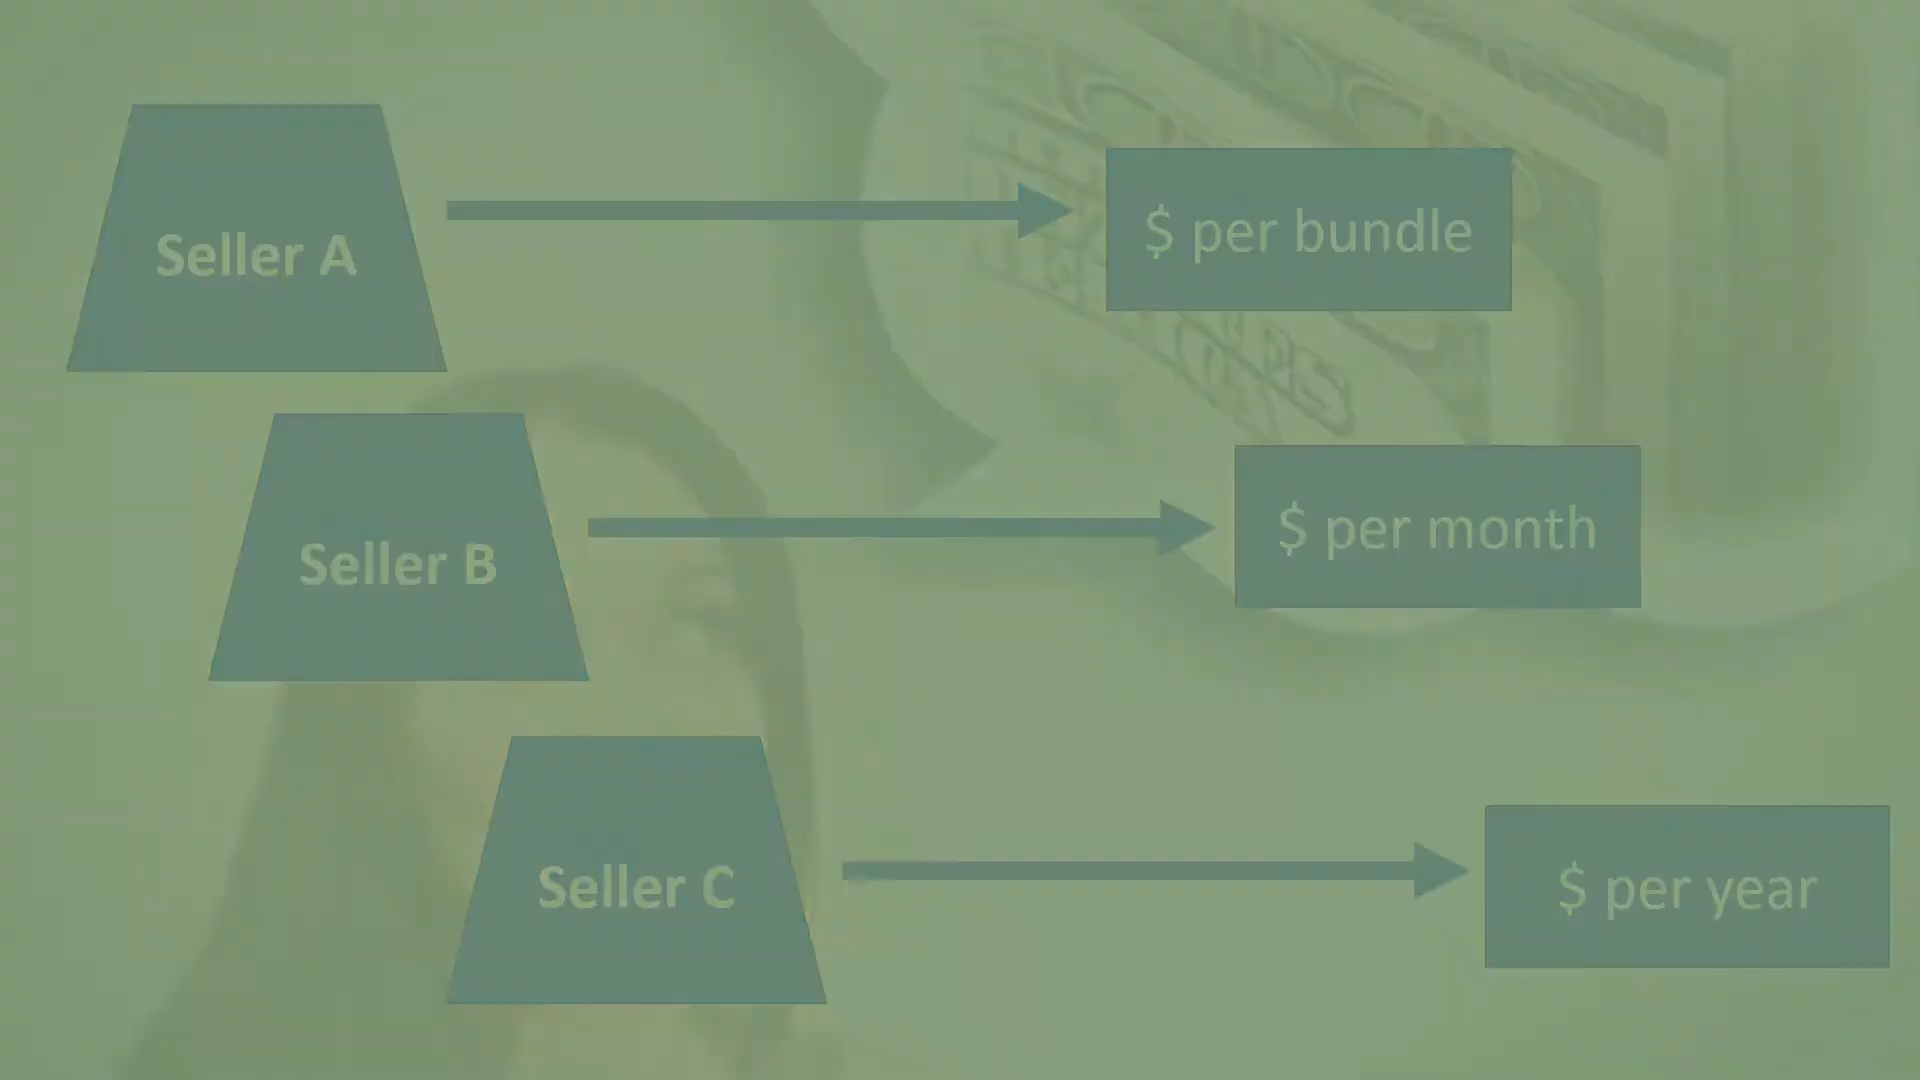 Seller A
$ per bundle
Seller B
$ per month
Seller C
$ per year